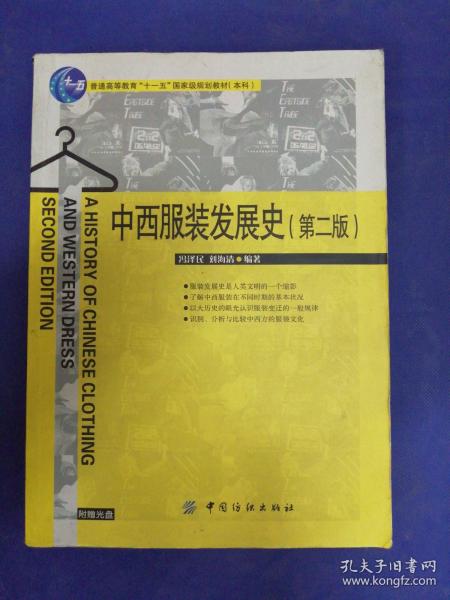 十一五
普通高等教育“十一五”国家级规划教材(本科)
中西服装发展史(第二版)
冯泽民 刘海清 ●编著
●服装发展史是人类文明的一个缩影
●了解中西服装在不同时期的基本状况
●以大历史的眼光认识服装变迁的一般规律
●识别、分析与比较中西方的服饰文化
A HISTORY OF CHINESE CLOTHING
AND WESTERN DRESS
SECOND EDITION
附赠光盘
中国纺织出版社
孔夫子旧书网
www.kongfz.com